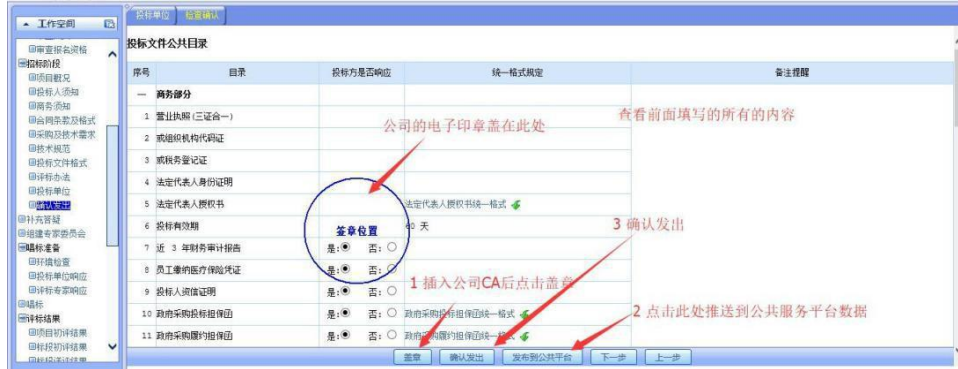 投标单位 检查确认
工作空间
审查报名资格
招标阶段
项目概况
投标人须知
商务须知
合同条款及格式
采购及技术需求
技术规范
投标文件格式
评标办法
投标单位
确认发出
补充答疑
组建专家委员会
唱标准备
环境检查
投标单位响应
评标专家响应
唱标
评标结果
项目初评结果
标段初评结果
投标文件公共目录
序号 目录 投标方是否响应 统一格式规定 备注提醒
一 商务部分
1 营业执照(三证合一)
2 或组织机构代码证
3 或税务登记证
4 法定代表人身份证明
5 法定代表人授权书 法定代表人授权书统一格式
6 投标有效期 60 天
7 近 3 年财务审计报告 是: 否:
8 员工缴纳医疗保险凭证 是: 否:
9 投标人资信证明 是: 否:
10 政府采购投标担保函 是: 否: 政府采购投标担保函统一格式
11 政府采购履约担保函 是: 否: 政府采购履约担保函统一格式
公司的电子印章盖在此处
查看前面填写的所有的内容
签章位置
3 确认发出
1 插入公司CA后点击盖章
2 点击此处推送到公共服务平台数据
盖章 确认发出 发布到公共平台 下一步 上一步